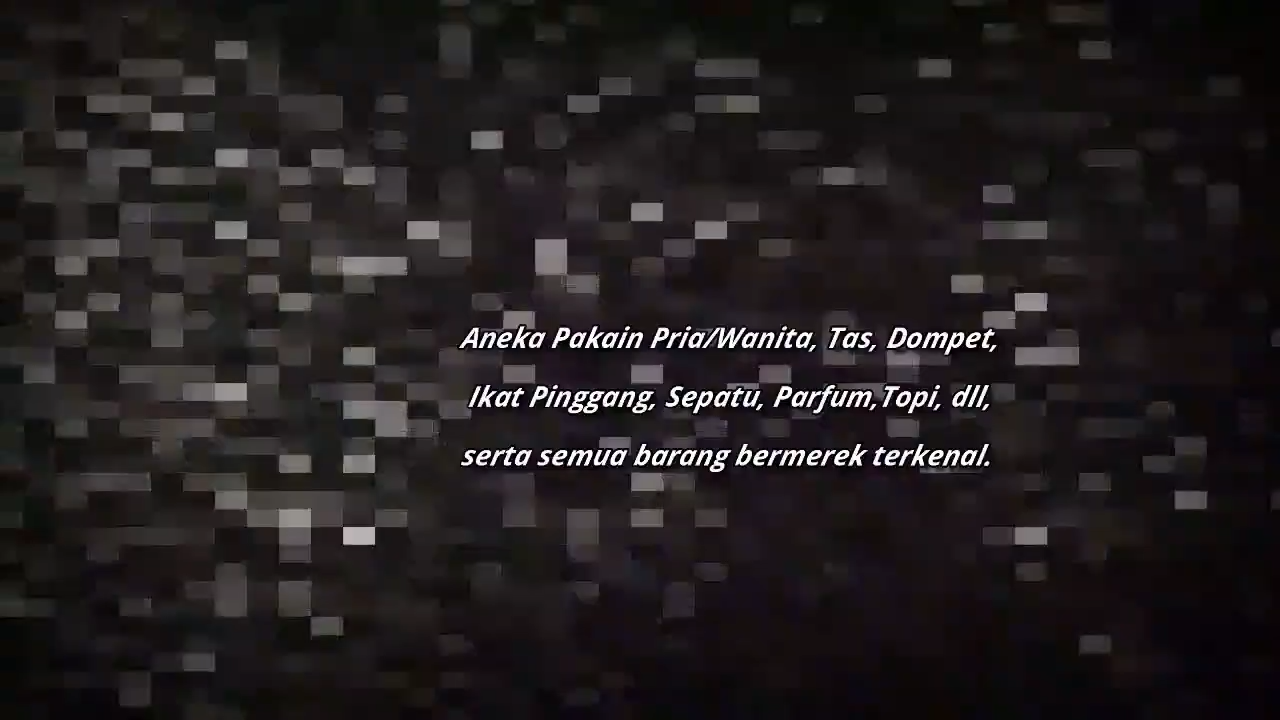 Aneka Pakain Pria/Wanita, Tas, Dompet,
Ikat Pinggang, Sepatu, Parfum,Topi, dll,
serta semua barang bermerek terkenal.